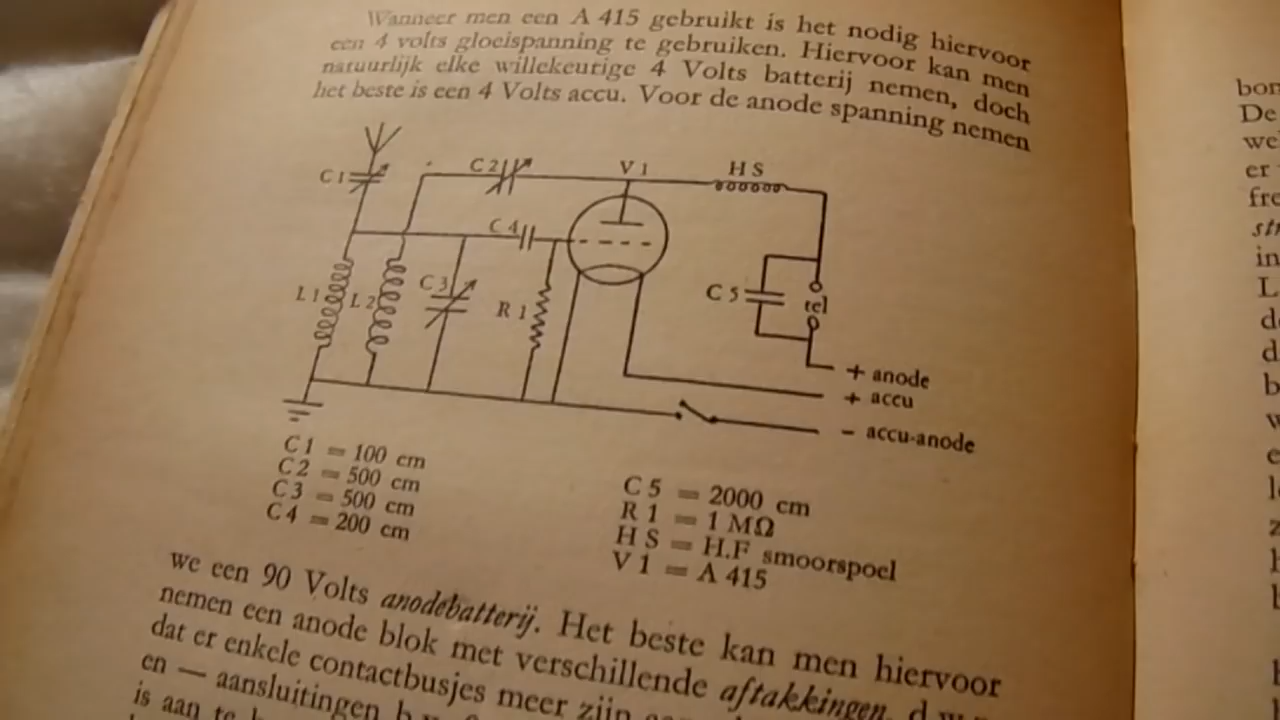 Wanneer men een A 415 gebruikt is het nodig hiervoor
een 4 volts gloeispanning te gebruiken. Hiervoor kan men
natuurlijk elke willekeurige 4 Volts batterij nemen, doch
het beste is een 4 Volts accu. Voor de anode spanning nemen
C1
C2
V1
HS
C4
L1
L2
C3
R1
C5
tel
+ anode
+ accu
− accu-anode
C1 = 100 cm
C2 = 500 cm
C3 = 500 cm
C4 = 200 cm
C5 = 2000 cm
R1 = 1 MΩ
HS = H.F smoorspoel
V1 = A 415
we een 90 Volts anodebatterij. Het beste kan men hiervoor
nemen een anode blok met verschillende aftakkingen,
dat er enkele contactbusjes meer zijn
en — aansluitingen
is aan te
De
er
in
L